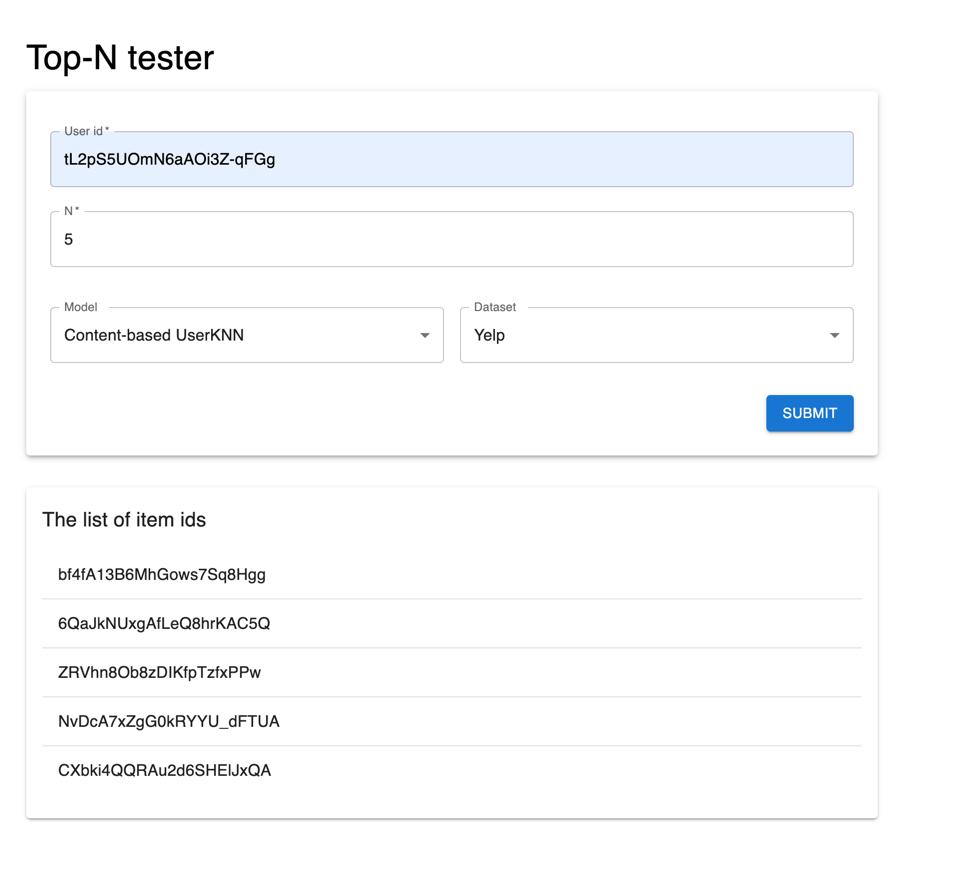 Top-N tester
User id *
tL2pS5UOmN6aAOi3Z-qFGg
N *
5
Model
Dataset
Content-based UserKNN
Yelp
SUBMIT
The list of item ids
bf4fA13B6MhGows7Sq8Hgg
6QaJkNUxgAfLeQ8hrKAC5Q
ZRVhn8Ob8zDIKfpTzfxPPw
NvDcA7xZgG0kRYYU_dFTUA
CXbki4QQRAu2d6SHElJxQA